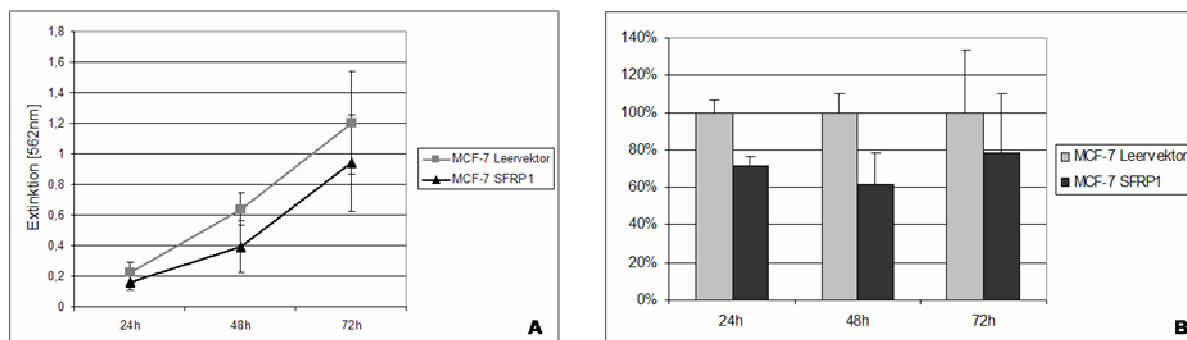 Extinktion [562nm]
1,8
1,6
1,4
1,2
1
0,8
0,6
0,4
0,2
0
24h 48h 72h
MCF-7 Leervektor
MCF-7 SFRP1
A
140%
120%
100%
80%
60%
40%
20%
0%
24h 48h 72h
MCF-7 Leervektor
MCF-7 SFRP1
B